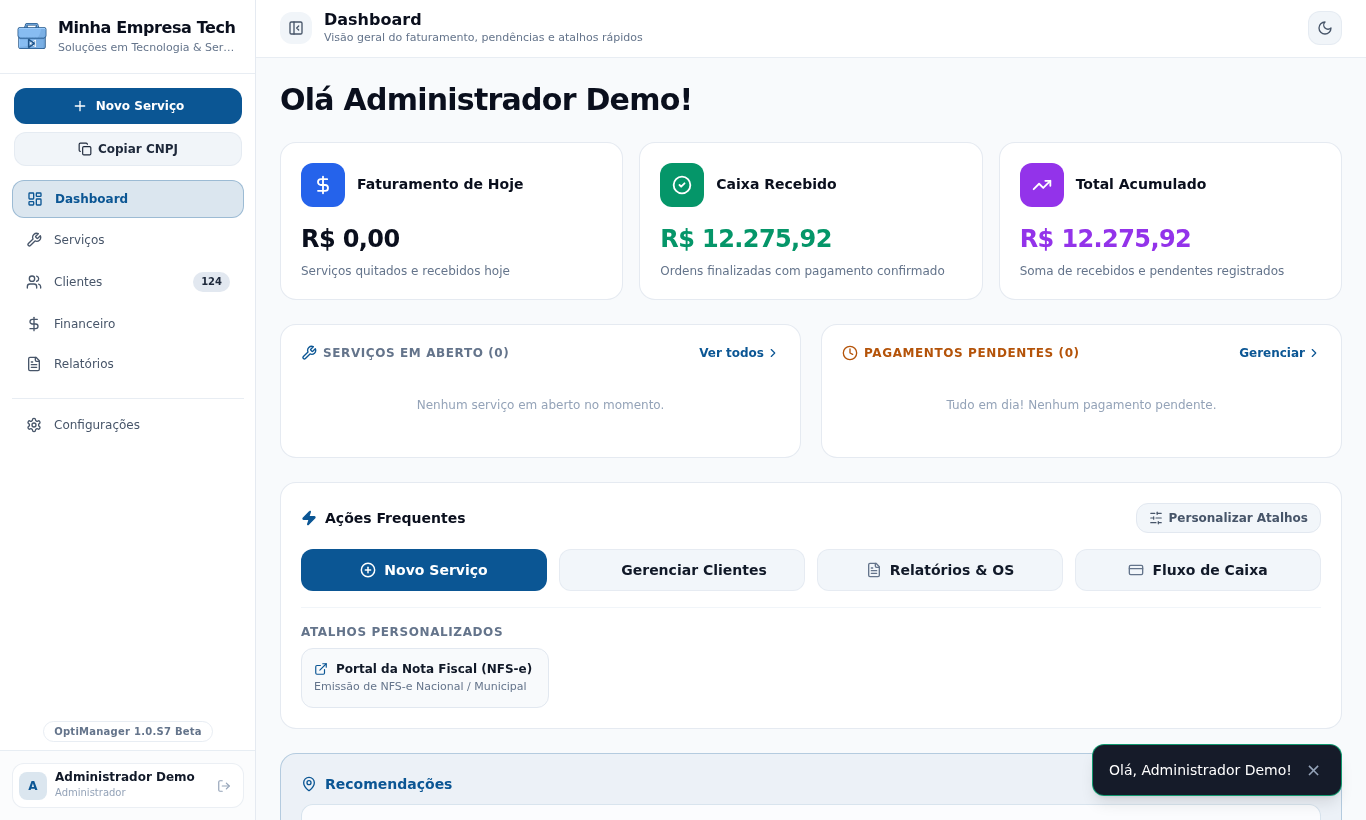 Minha Empresa Tech
Soluções em Tecnologia & Ser...
Novo Serviço
Copiar CNPJ
Dashboard
Serviços
Clientes
124
Financeiro
Relatórios
Configurações
OptiManager 1.0.S7 Beta
A
Administrador Demo
Administrador
Dashboard
Visão geral do faturamento, pendências e atalhos rápidos
Olá Administrador Demo!
Faturamento de Hoje
R$ 0,00
Serviços quitados e recebidos hoje
Caixa Recebido
R$ 12.275,92
Ordens finalizadas com pagamento confirmado
Total Acumulado
R$ 12.275,92
Soma de recebidos e pendentes registrados
SERVIÇOS EM ABERTO (0)
Ver todos
Nenhum serviço em aberto no momento.
PAGAMENTOS PENDENTES (0)
Gerenciar
Tudo em dia! Nenhum pagamento pendente.
Ações Frequentes
Personalizar Atalhos
Novo Serviço
Gerenciar Clientes
Relatórios & OS
Fluxo de Caixa
ATALHOS PERSONALIZADOS
Portal da Nota Fiscal (NFS-e)
Emissão de NFS-e Nacional / Municipal
Recomendações
Olá, Administrador Demo!